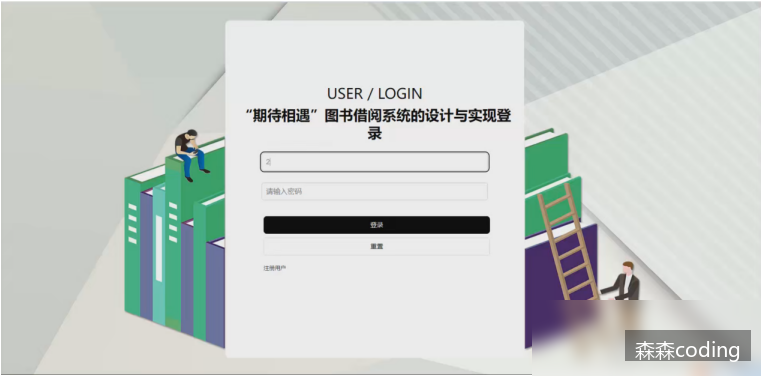 USER / LOGIN
“期待相遇”图书借阅系统的设计与实现登
录
2
请输入密码
登录
重置
注册用户
森森coding